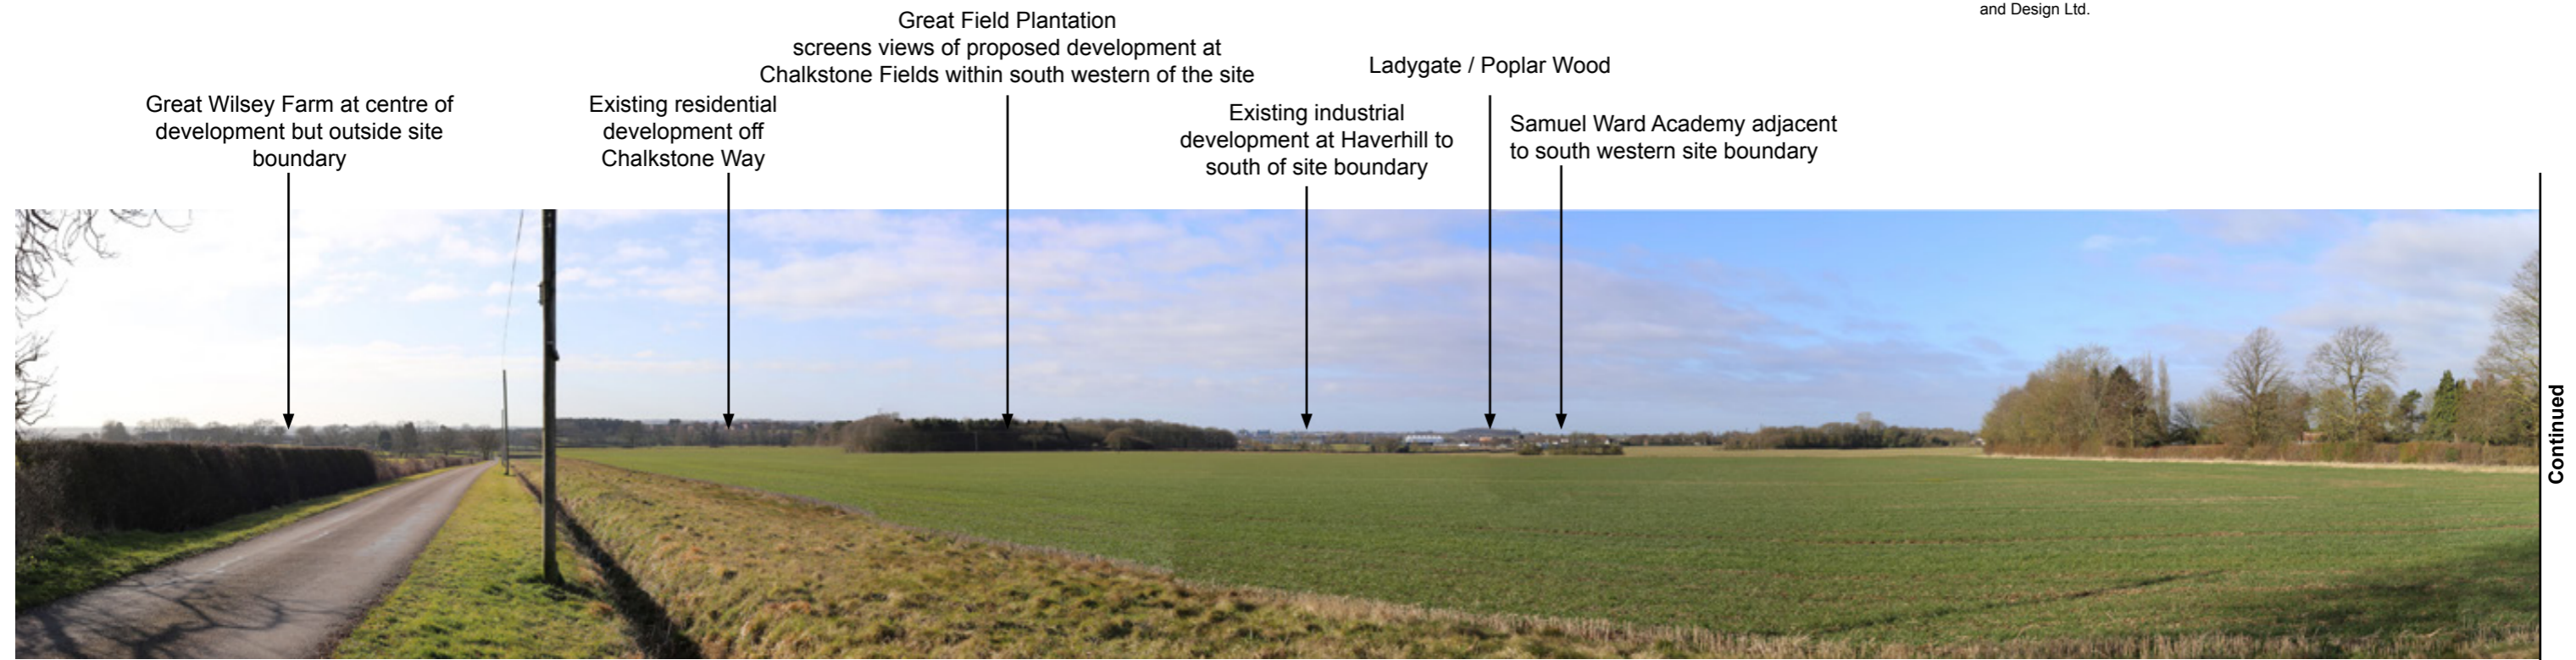 and Design Ltd.
Great Field Plantation
screens views of proposed development at
Chalkstone Fields within south western of the site
Ladygate / Poplar Wood
Great Wilsey Farm at centre of
development but outside site
boundary
Existing residential
development off
Chalkstone Way
Existing industrial
development at Haverhill to
south of site boundary
Samuel Ward Academy adjacent
to south western site boundary
Continued